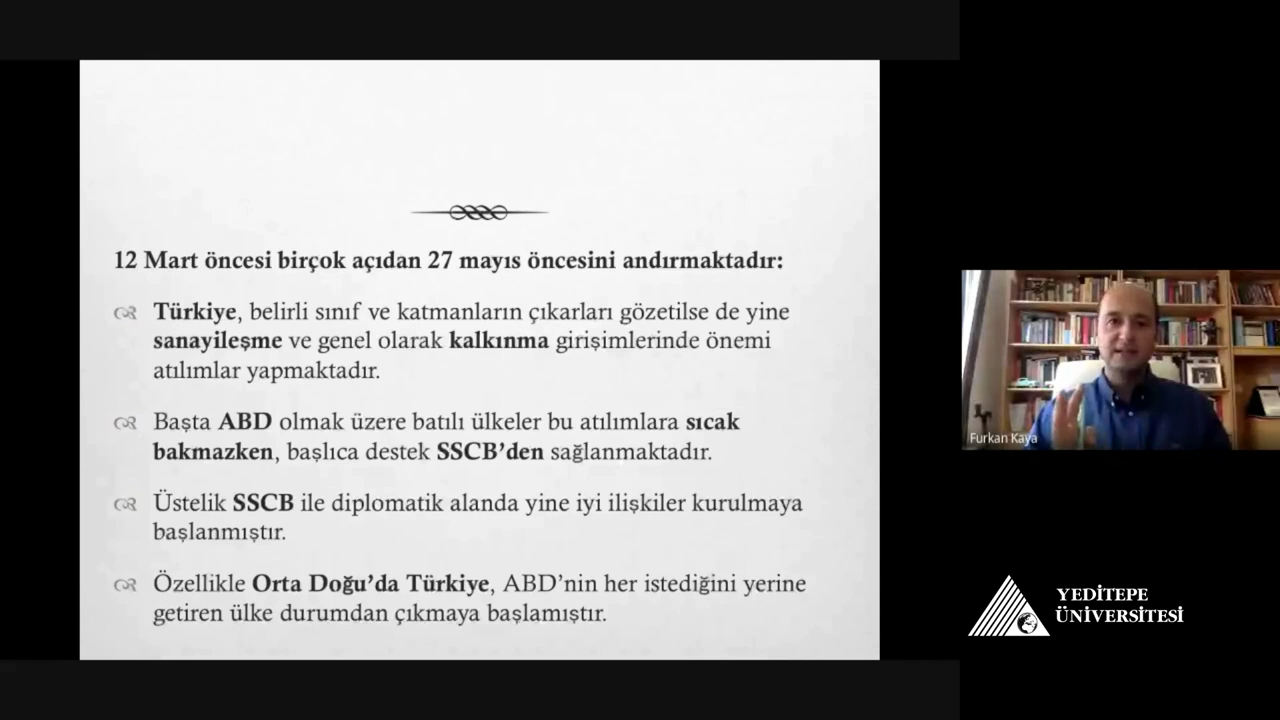 12 Mart öncesi birçok açıdan 27 mayıs öncesini andırmaktadır:
Türkiye, belirli sınıf ve katmanların çıkarları gözetilse de yine
sanayileşme ve genel olarak kalkınma girişimlerinde önemi
atılımlar yapmaktadır.
Başta ABD olmak üzere batılı ülkeler bu atılımlara sıcak
bakmazken, başlıca destek SSCB’den sağlanmaktadır.
Üstelik SSCB ile diplomatik alanda yine iyi ilişkiler kurulmaya
başlanmıştır.
Özellikle Orta Doğu’da Türkiye, ABD’nin her istediğini yerine
getiren ülke durumdan çıkmaya başlamıştır.
Furkan Kaya
YEDİTEPE
ÜNİVERSİTESİ